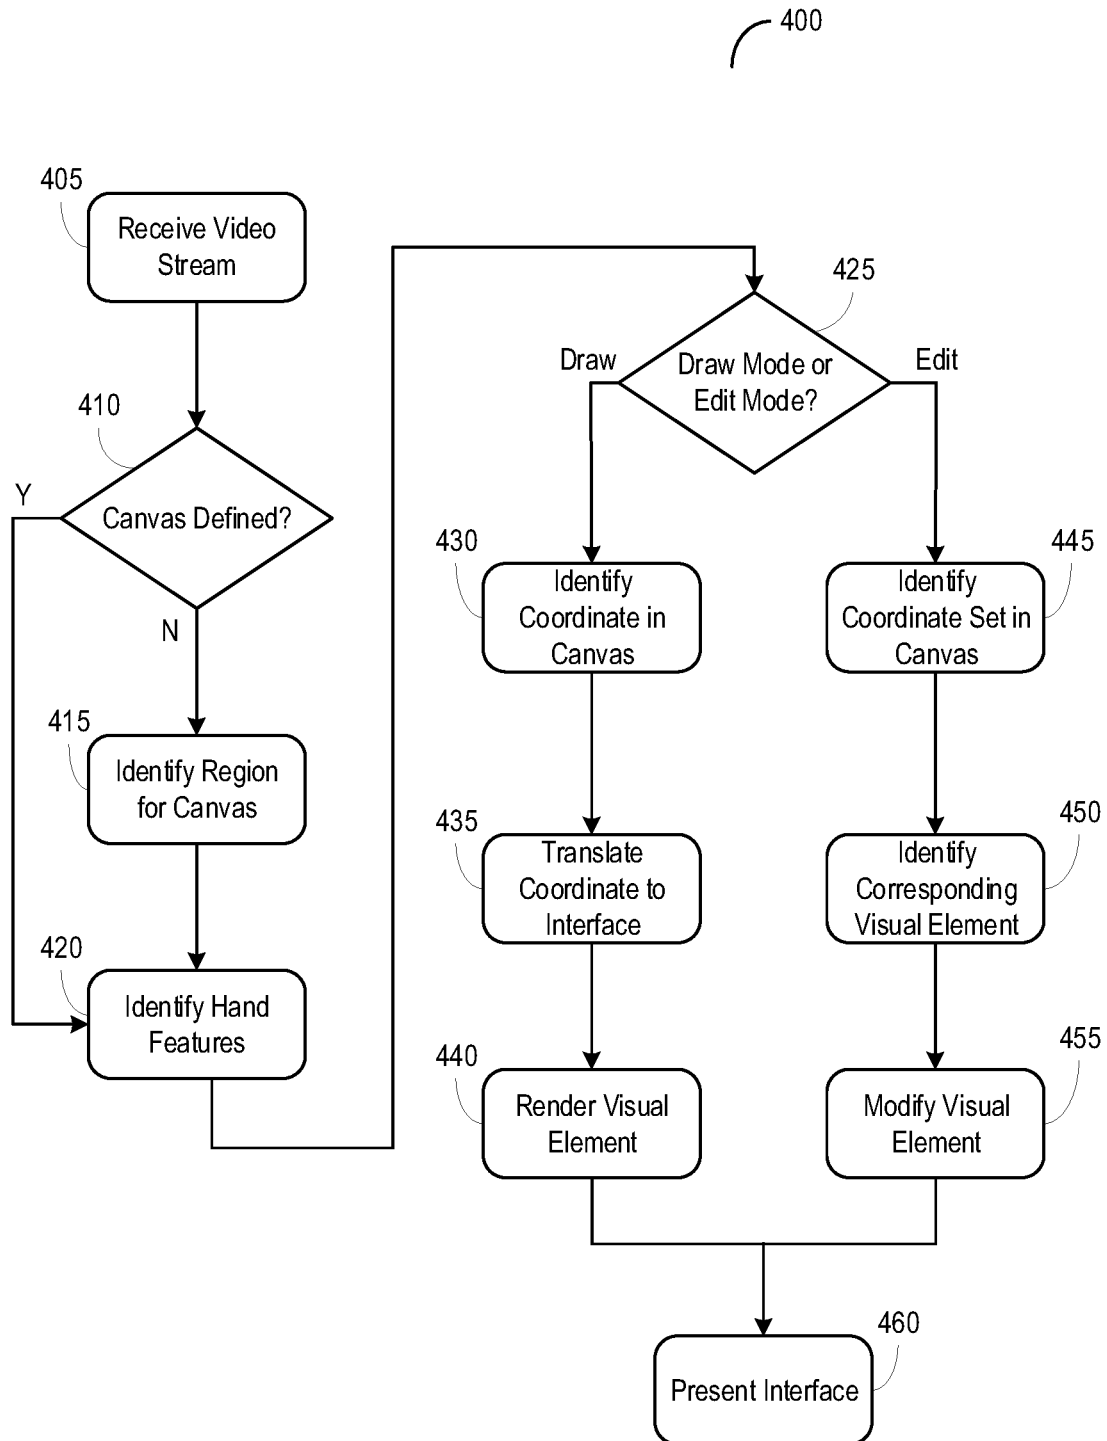 400
405
Receive Video
Stream
410
Y
Canvas Defined?
N
415
Identify Region
for Canvas
420
Identify Hand
Features
425
Draw
Draw Mode or
Edit Mode?
Edit
430
Identify
Coordinate in
Canvas
435
Translate
Coordinate to
Interface
440
Render Visual
Element
445
Identify
Coordinate Set in
Canvas
450
Identify
Corresponding
Visual Element
455
Modify Visual
Element
460
Present Interface